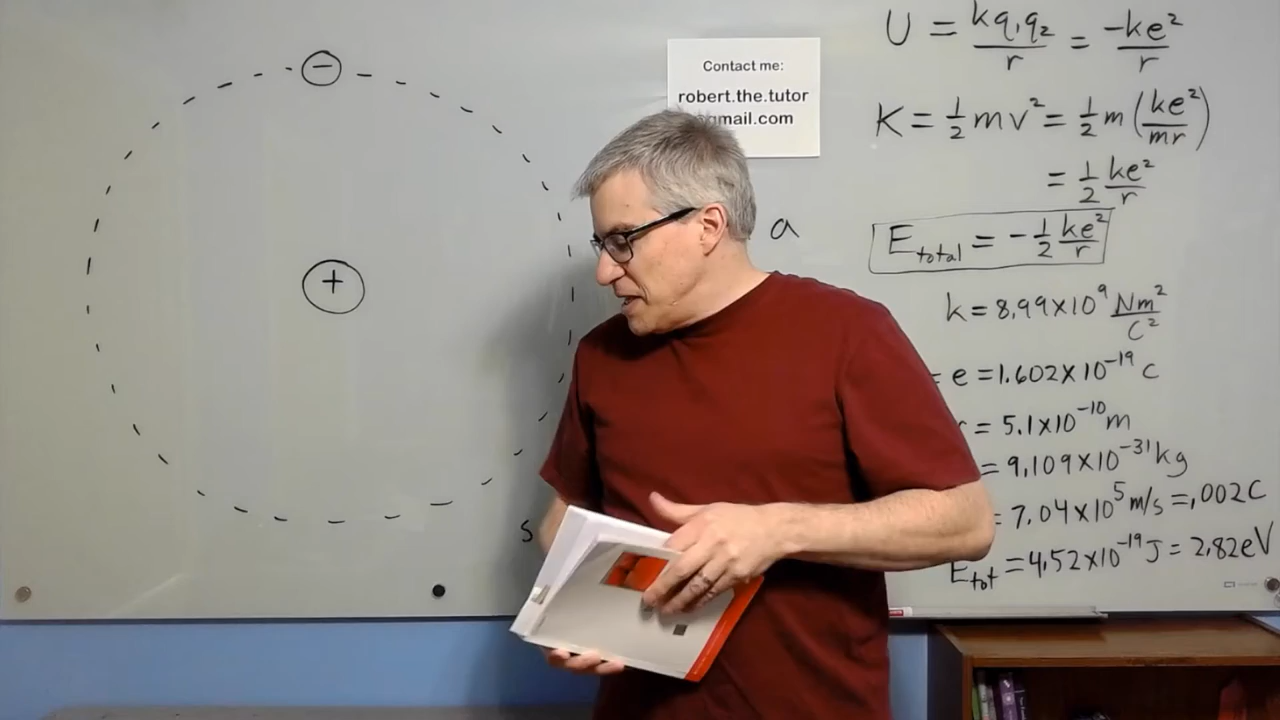 −
+
Contact me:
robert.the.tutor
gmail.com
a
s
U = kq₁q₂/r = -ke²/r
K = ½mv² = ½m(ke²/mr)
= ½ ke²/r
E_total = -½ ke²/r
k = 8.99×10⁹ Nm²/C²
= e = 1.602×10⁻¹⁹ C
= 5.1×10⁻¹⁰ m
= 9.109×10⁻³¹ kg
= 7.04×10⁵ m/s = .002C
E_tot = 4.52×10⁻¹⁹ J = 2.82eV